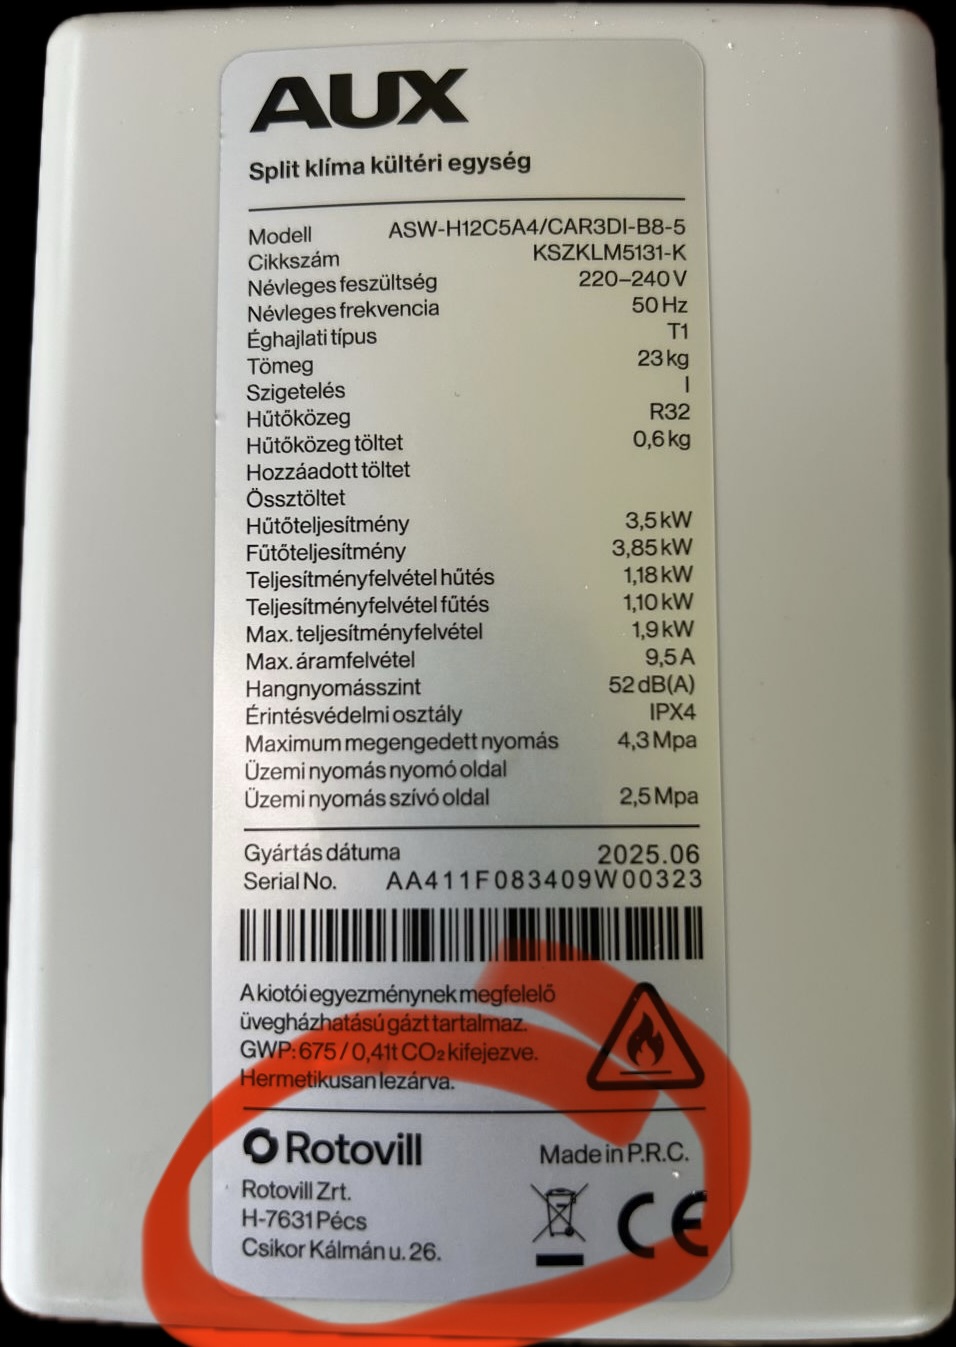 AUX
Split klíma kültéri egység
Modell ASW-H12C5A4/CAR3DI-B8-5
Cikkszám KSZKLM5131-K
Névleges feszültség 220–240 V
Névleges frekvencia 50 Hz
Éghajlati típus T1
Tömeg 23 kg
Szigetelés I
Hűtőközeg R32
Hűtőközeg töltet 0,6 kg
Hozzáadott töltet
Össztöltet
Hűtőteljesítmény 3,5 kW
Fűtőteljesítmény 3,85 kW
Teljesítményfelvétel hűtés 1,18 kW
Teljesítményfelvétel fűtés 1,10 kW
Max. teljesítményfelvétel 1,9 kW
Max. áramfelvétel 9,5 A
Hangnyomásszint 52 dB(A)
Érintésvédelmi osztály IPX4
Maximum megengedett nyomás 4,3 Mpa
Üzemi nyomás nyomó oldal
Üzemi nyomás szívó oldal 2,5 Mpa
Gyártás dátuma 2025.06
Serial No. AA411F083409W00323
A kiotói egyezménynek megfelelő
üvegházhatású gázt tartalmaz.
GWP: 675 / 0,41t CO₂ kifejezve.
Hermetikusan lezárva.
Rotovill Made in P.R.C.
Rotovill Zrt.
H-7631 Pécs
Csikor Kálmán u. 26.
CE